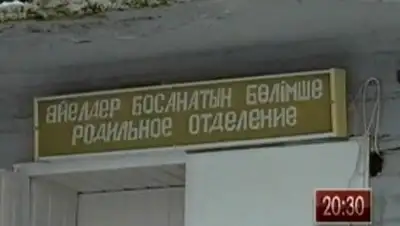 Әйелдер босанатын бөлімше
РОДИЛЬНОЕ ОТДЕЛЕНИЕ
20:30